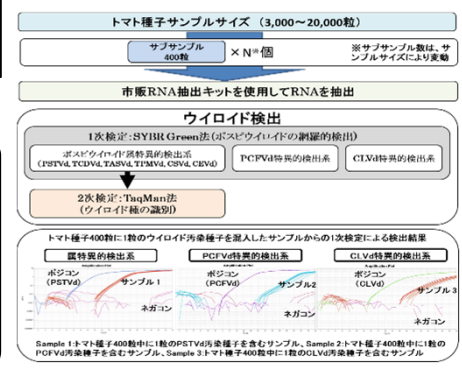 トマト種子サンプルサイズ (3,000～20,000粒)
サブサンプル
400粒
×N※個
※サブサンプル数は、サ
ンプルサイズにより変動
市販RNA抽出キットを使用してRNAを抽出
ウイロイド検出
1次検定:SYBR Green法(ポスピウイロイドの網羅的検出)
ポスピウイロイド属特異的検出系
(PSTVd, TCDVd, TASVd, TPMVd, CSVd, CEVd)
PCFVd特異的検出系
CLVd特異的検出系
2次検定:TaqMan法
(ウイロイド種の識別)
トマト種子400粒に1粒のウイロイド汚染種子を混入したサンプルからの1次検定による検出結果
属特異的検出系
PCFVd特異的検出系
CLVd特異的検出系
ポジコン
(PSTVd)
サンプル1
ネガコン
ポジコン
(PCFVd)
サンプル2
ネガコン
ポジコン
(CLVd)
サンプル3
ネガコン
Sample 1:トマト種子400粒中に1粒のPSTVd汚染種子を含むサンプル、Sample 2:トマト種子400粒中に1粒の
PCFVd汚染種子を含むサンプル、Sample 3:トマト種子400粒中に1粒のCLVd汚染種子を含むサンプル